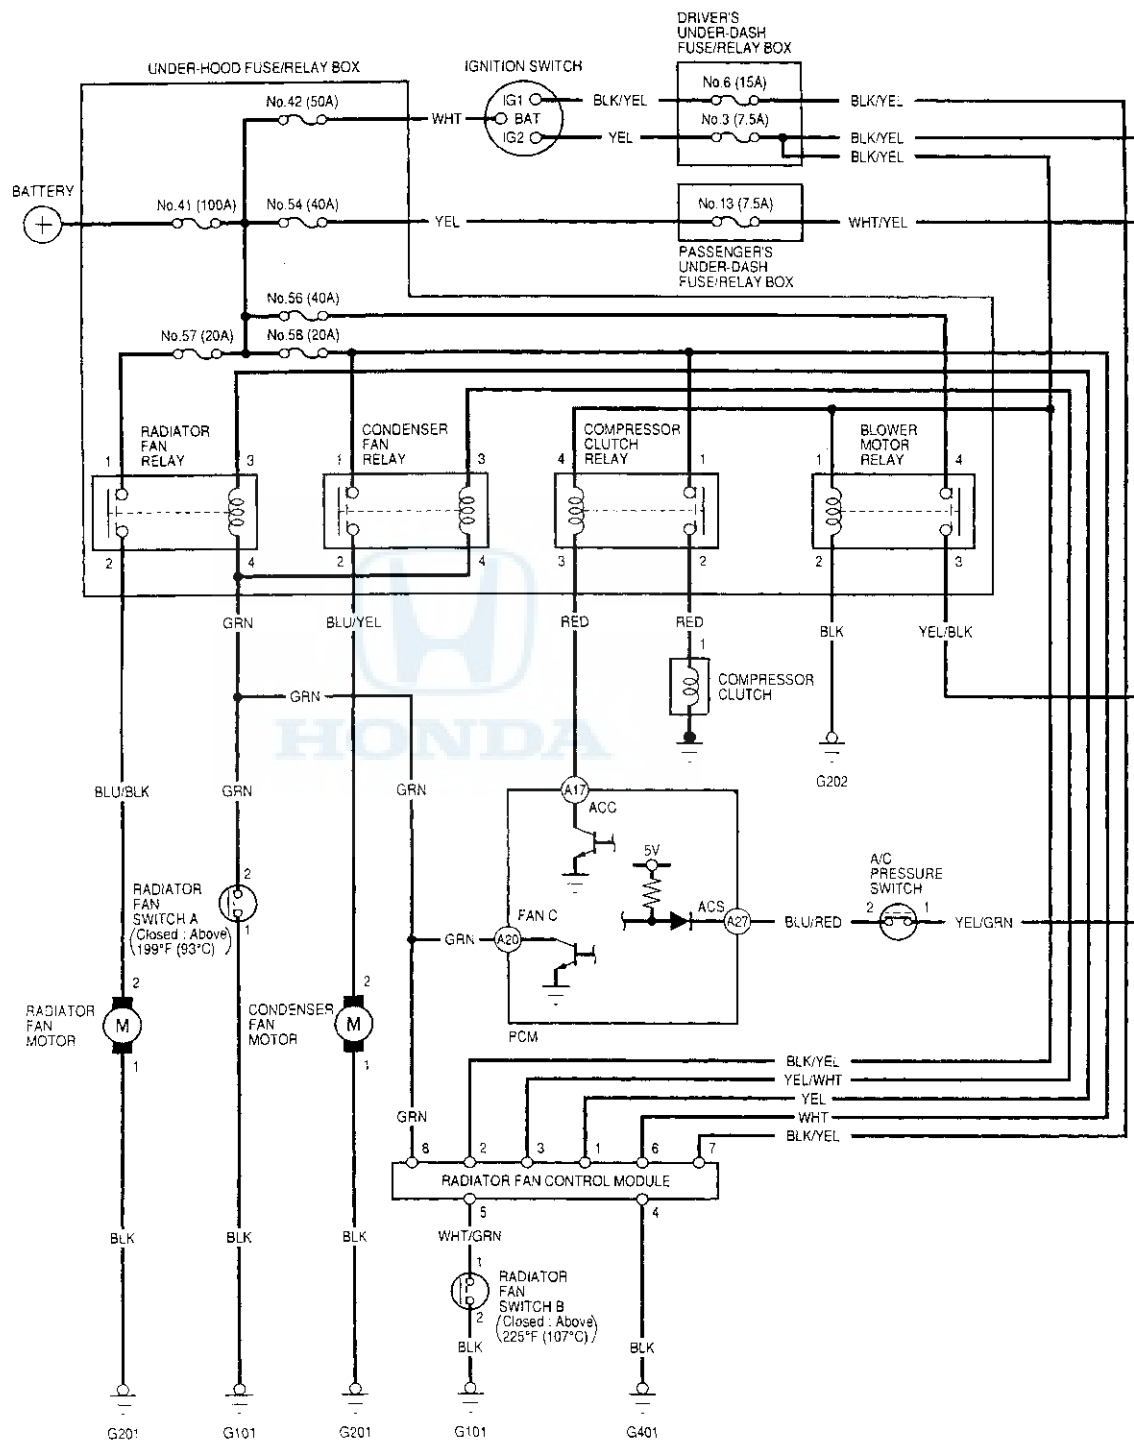 DRIVER'S
UNDER-DASH
FUSE/RELAY BOX
UNDER-HOOD FUSE/RELAY BOX
IGNITION SWITCH
No.42 (50A)
WHT
IG1
BAT
IG2
BLK/YEL
YEL
No.6 (15A)
No.3 (7.5A)
BLK/YEL
BLK/YEL
BLK/YEL
BATTERY
+
No.41 (100A)
No.54 (40A)
YEL
No.13 (7.5A)
WHT/YEL
PASSENGER'S
UNDER-DASH
FUSE/RELAY BOX
No.56 (40A)
No.57 (20A)
No.58 (20A)
RADIATOR
FAN
RELAY
1
3
2
4
CONDENSER
FAN
RELAY
1
3
2
4
COMPRESSOR
CLUTCH
RELAY
4
1
3
2
BLOWER
MOTOR
RELAY
1
4
2
3
GRN
BLU/YEL
RED
RED
BLK
YEL/BLK
1
COMPRESSOR
CLUTCH
GRN
HONDA
G202
BLU/BLK
GRN
GRN
A17
ACC
5V
ACS
A27
FAN C
A20
GRN
PCM
BLU/RED
A/C
PRESSURE
SWITCH
2
1
YEL/GRN
RADIATOR
FAN
SWITCH A
(Closed : Above)
199°F (93°C)
2
1
RADIATOR
FAN
MOTOR
2
M
1
CONDENSER
FAN
MOTOR
2
M
1
BLK/YEL
YEL/WHT
YEL
WHT
BLK/YEL
GRN
8
2
3
1
6
7
RADIATOR FAN CONTROL MODULE
5
4
WHT/GRN
BLK
BLK
BLK
1
RADIATOR
FAN
SWITCH B
(Closed : Above)
225°F (107°C)
2
BLK
BLK
G201
G101
G201
G101
G401